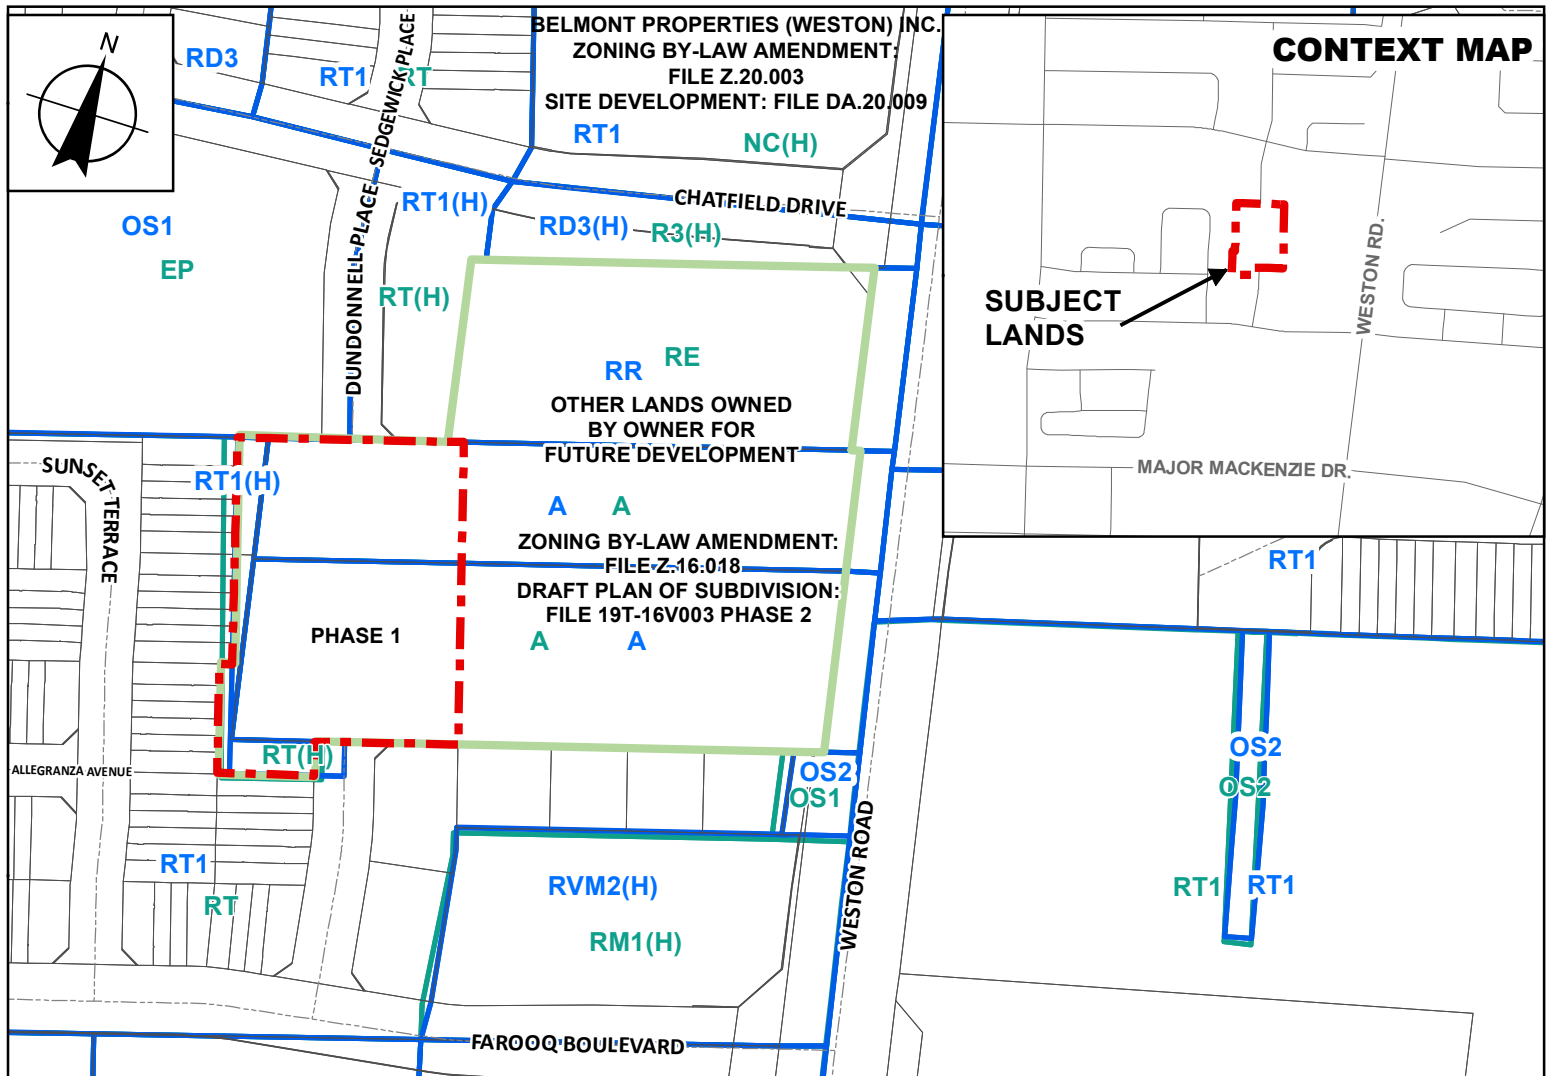 N
RD3
RT1
RT
SEDGEWICK PLACE
BELMONT PROPERTIES (WESTON) INC.
ZONING BY-LAW AMENDMENT:
FILE Z.20.003
SITE DEVELOPMENT: FILE DA.20.009
RT1
NC(H)
CONTEXT MAP
SUBJECT
LANDS
WESTON RD.
MAJOR MACKENZIE DR.
CHATFIELD DRIVE
RT1(H)
RD3(H)
R3(H)
OS1
EP
RT(H)
DUNDONNELL PLACE
RR
RE
OTHER LANDS OWNED
BY OWNER FOR
FUTURE DEVELOPMENT
SUNSET TERRACE
RT1(H)
A
A
ZONING BY-LAW AMENDMENT:
FILE Z.16.018
DRAFT PLAN OF SUBDIVISION:
FILE 19T-16V003 PHASE 2
A
A
PHASE 1
RT1
RT(H)
ALLEGRANZA AVENUE
OS2
OS1
OS2
OS2
RT1
RT
RVM2(H)
RM1(H)
WESTON ROAD
RT1
RT1
FAROOQ BOULEVARD